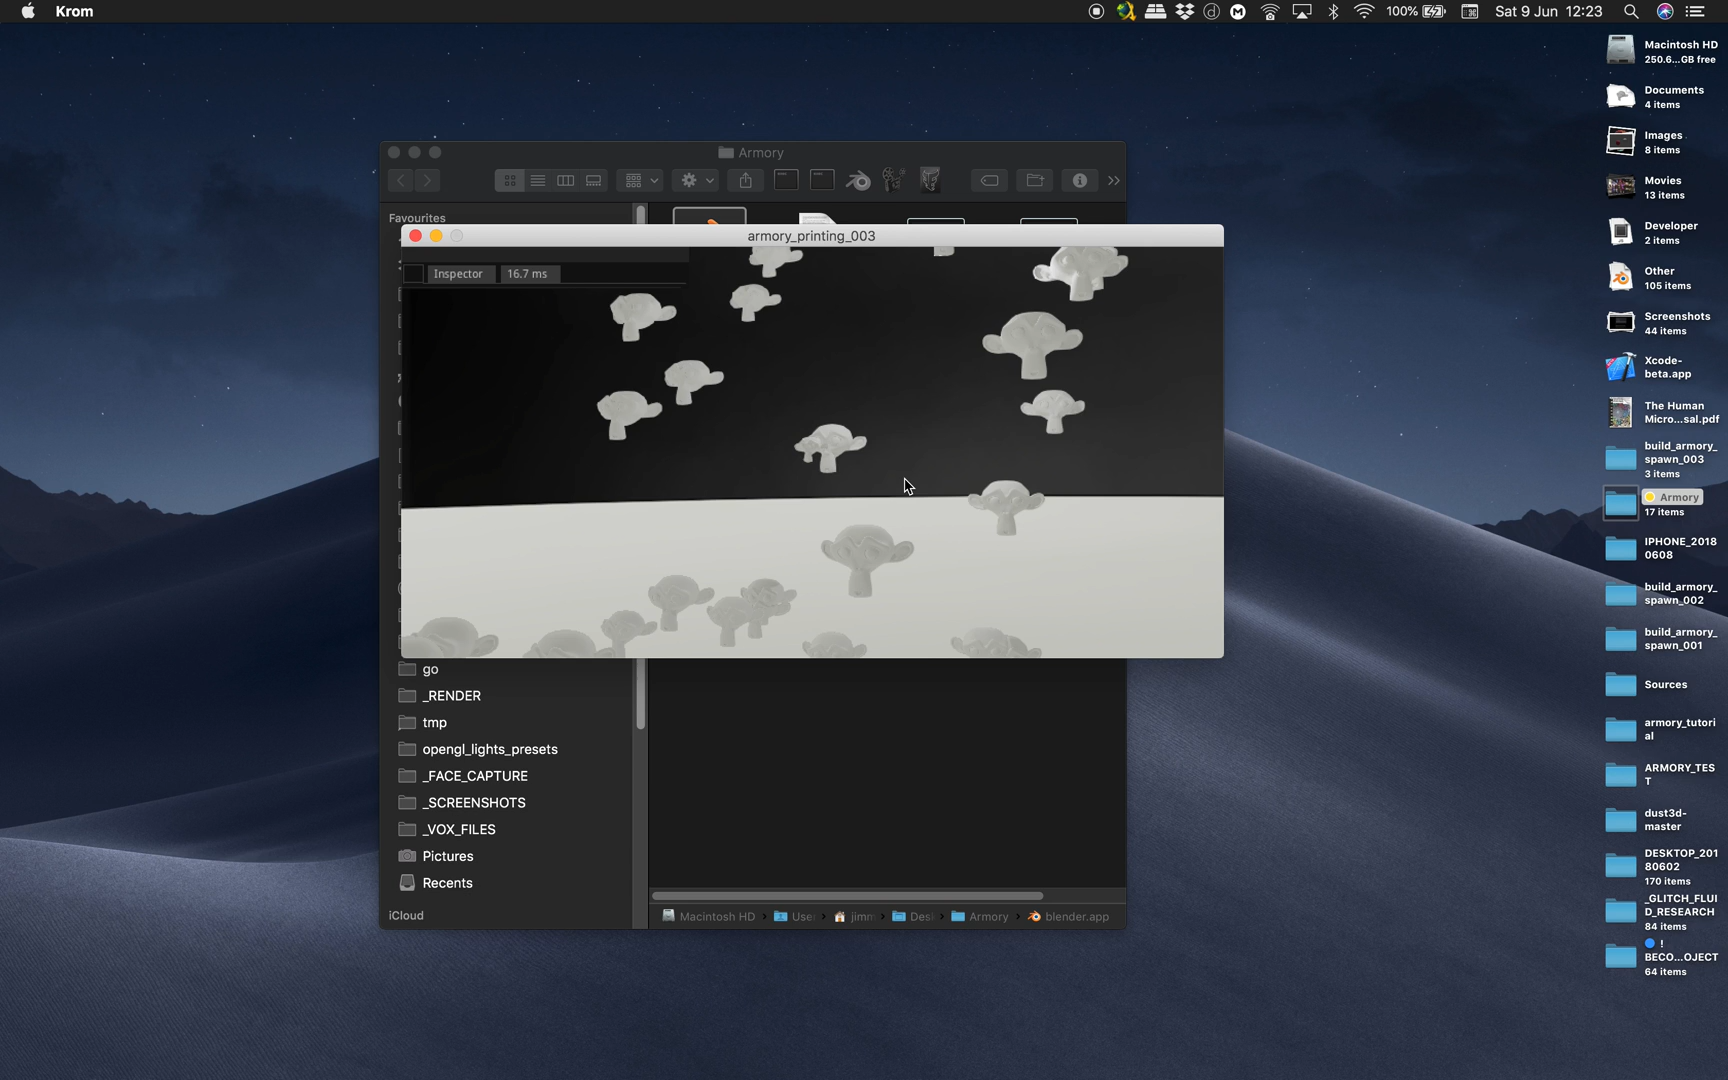 Krom
100%
Sat 9 Jun 12:23
Armory
Favourites
armory_printing_003
Inspector
16.7 ms
go
_RENDER
tmp
opengl_lights_presets
_FACE_CAPTURE
_SCREENSHOTS
_VOX_FILES
Pictures
Recents
iCloud
Macintosh HD
Use
jimm
Desk
Armory
blender.app
Macintosh HD
250.6...GB free
Documents
4 items
Images
8 items
Movies
13 items
Developer
2 items
Other
105 items
Screenshots
44 items
Xcode-
beta.app
The Human
Micro...sal.pdf
build_armory_
spawn_003
3 items
Armory
17 items
IPHONE_2018
0608
build_armory_
spawn_002
build_armory_
spawn_001
Sources
armory_tutori
al
ARMORY_TES
T
dust3d-
master
DESKTOP_201
80602
170 items
_GLITCH_FLUI
D_RESEARCH
84 items
!
BECO...OJECT
64 items